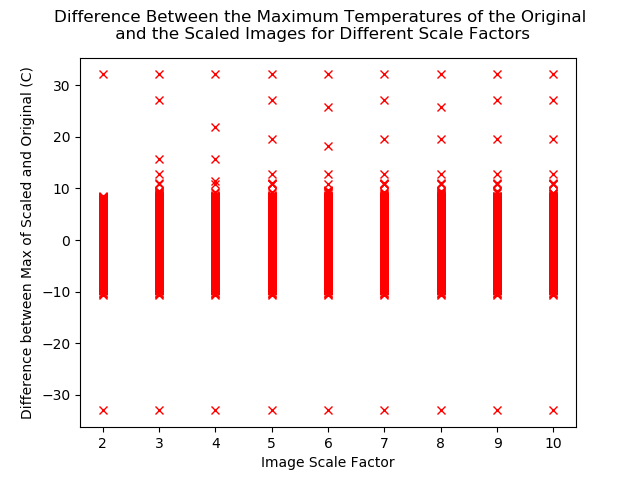 Difference Between the Maximum Temperatures of the Original
and the Scaled Images for Different Scale Factors
Difference between Max of Scaled and Original (C)
30
20
10
0
−10
−20
−30
2 3 4 5 6 7 8 9 10
Image Scale Factor